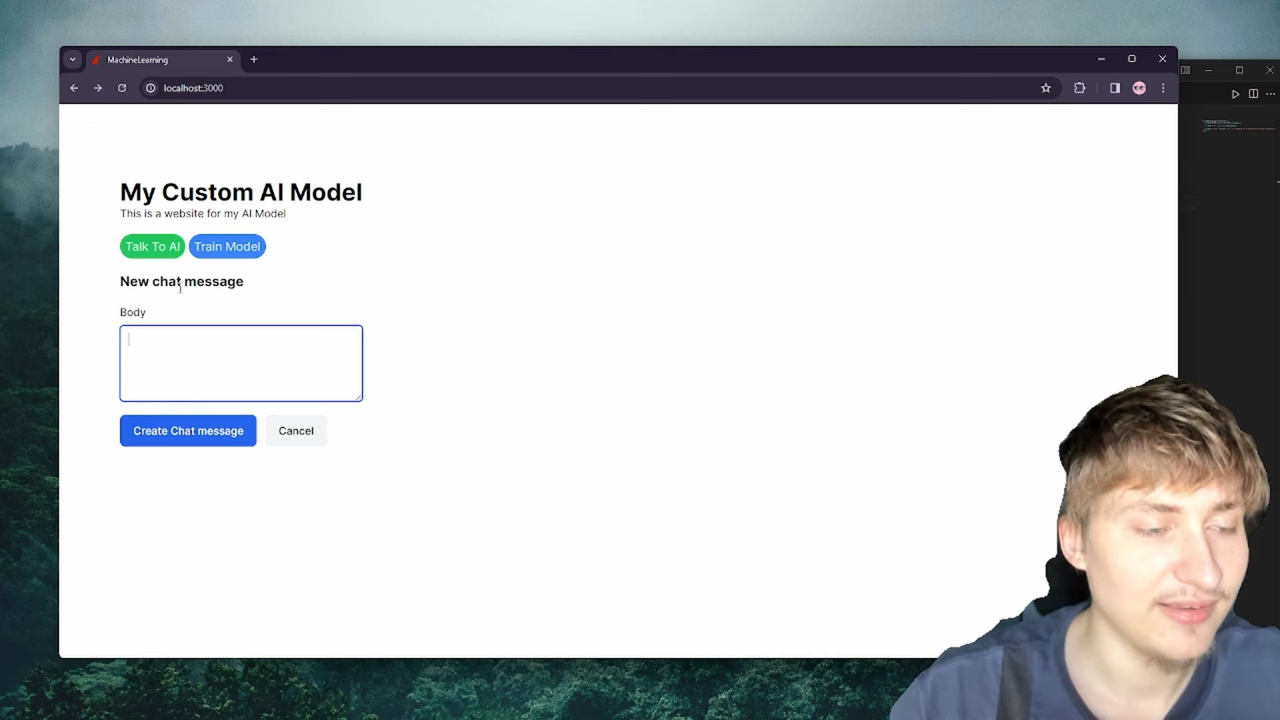 MachineLearning
localhost:3000
My Custom AI Model
This is a website for my AI Model
Talk To AI Train Model
New chat message
Body
Create Chat message Cancel